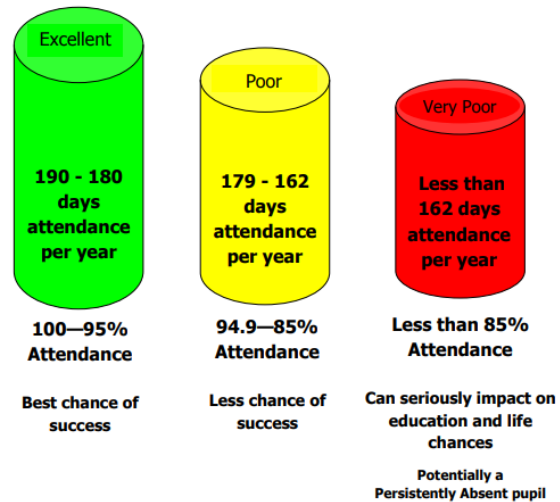 Excellent
190 - 180
days
attendance
per year
100—95%
Attendance
Best chance of
success
Poor
179 - 162
days
attendance
per year
94.9—85%
Attendance
Less chance of
success
Very Poor
Less than
162 days
attendance
per year
Less than 85%
Attendance
Can seriously impact on
education and life
chances
Potentially a
Persistently Absent pupil